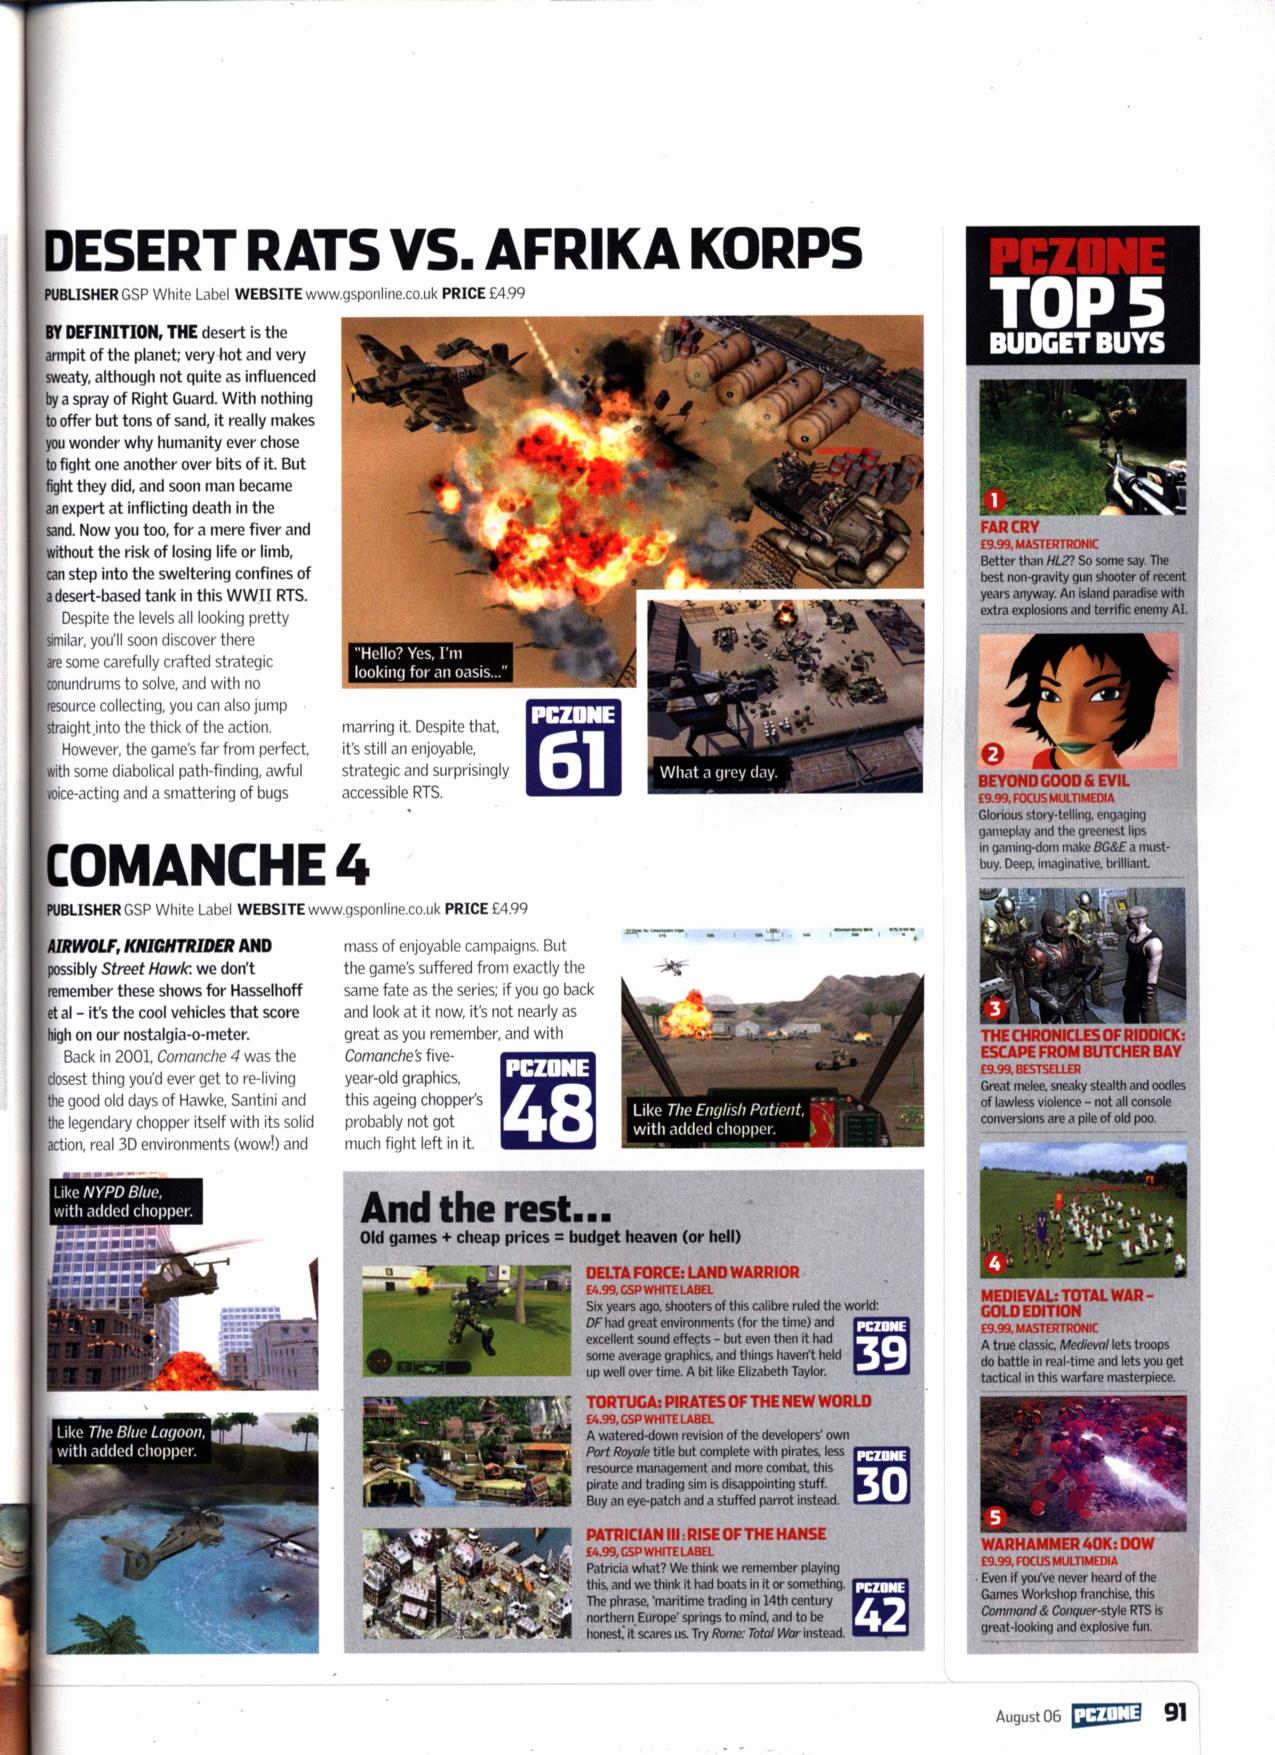 DESERT RATS VS. AFRIKA KORPS
PUBLISHER GSP White Label WEBSITE www.gsponline.co.uk PRICE £4.99
BY DEFINITION, THE desert is the
armpit of the planet; very hot and very
sweaty, although not quite as influenced
by a spray of Right Guard. With nothing
to offer but tons of sand, it really makes
you wonder why humanity ever chose
to fight one another over bits of it. But
fight they did, and soon man became
an expert at inflicting death in the
sand. Now you too, for a mere fiver and
without the risk of losing life or limb,
can step into the sweltering confines of
a desert-based tank in this WWII RTS.
Despite the levels all looking pretty
similar, you'll soon discover there
are some carefully crafted strategic
conundrums to solve, and with no
resource collecting, you can also jump
straight into the thick of the action.
However, the game's far from perfect,
with some diabolical path-finding, awful
voice-acting and a smattering of bugs
marring it. Despite that,
it's still an enjoyable,
strategic and surprisingly
accessible RTS.
PCZONE
61
"Hello? Yes, I'm
looking for an oasis..."
What a grey day.
COMANCHE 4
PUBLISHER GSP White Label WEBSITE www.gsponline.co.uk PRICE £4.99
AIRWOLF, KNIGHTRIDER AND
possibly Street Hawk: we don't
remember these shows for Hasselhoff
et al – it's the cool vehicles that score
high on our nostalgia-o-meter.
Back in 2001, Comanche 4 was the
closest thing you'd ever get to re-living
the good old days of Hawke, Santini and
the legendary chopper itself with its solid
action, real 3D environments (wow!) and
mass of enjoyable campaigns. But
the game's suffered from exactly the
same fate as the series; if you go back
and look at it now, it's not nearly as
great as you remember, and with
Comanche's five-
year-old graphics,
this ageing chopper's
probably not got
much fight left in it.
PCZONE
48
Like The English Patient,
with added chopper.
Like NYPD Blue,
with added chopper.
Like The Blue Lagoon,
with added chopper.
And the rest...
Old games + cheap prices = budget heaven (or hell)
DELTA FORCE: LAND WARRIOR
£4.99, GSP WHITE LABEL
Six years ago, shooters of this calibre ruled the world:
DF had great environments (for the time) and
excellent sound effects – but even then it had
some average graphics, and things haven't held
up well over time. A bit like Elizabeth Taylor.
PCZONE
39
TORTUGA: PIRATES OF THE NEW WORLD
£4.99, GSP WHITE LABEL
A watered-down revision of the developers' own
Port Royale title but complete with pirates, less
resource management and more combat, this
pirate and trading sim is disappointing stuff.
Buy an eye-patch and a stuffed parrot instead.
PCZONE
30
PATRICIAN III: RISE OF THE HANSE
£4.99, GSP WHITE LABEL
Patricia what? We think we remember playing
this, and we think it had boats in it or something.
The phrase, 'maritime trading in 14th century
northern Europe' springs to mind, and to be
honest, it scares us. Try Rome: Total War instead.
PCZONE
42
PCZONE
TOP 5
BUDGET BUYS
1
FAR CRY
£9.99, MASTERTRONIC
Better than HL2? So some say. The
best non-gravity gun shooter of recent
years anyway. An island paradise with
extra explosions and terrific enemy AI.
2
BEYOND GOOD & EVIL
£9.99, FOCUS MULTIMEDIA
Glorious story-telling, engaging
gameplay and the greenest lips
in gaming-dom make BG&E a must-
buy. Deep, imaginative, brilliant.
3
THE CHRONICLES OF RIDDICK:
ESCAPE FROM BUTCHER BAY
£9.99, BESTSELLER
Great melee, sneaky stealth and oodles
of lawless violence – not all console
conversions are a pile of old poo.
4
MEDIEVAL: TOTAL WAR –
GOLD EDITION
£9.99, MASTERTRONIC
A true classic, Medieval lets troops
do battle in real-time and lets you get
tactical in this warfare masterpiece.
5
WARHAMMER 40K: DOW
£9.99, FOCUS MULTIMEDIA
Even if you've never heard of the
Games Workshop franchise, this
Command & Conquer-style RTS is
great-looking and explosive fun.
August 06 PCZONE 91